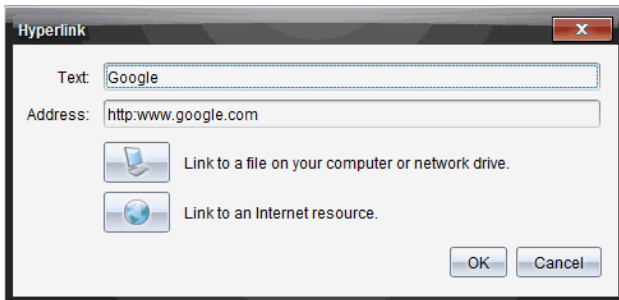 Hyperlink
Text: Google
Address: http:www.google.com
Link to a file on your computer or network drive.
Link to an Internet resource.
OK Cancel